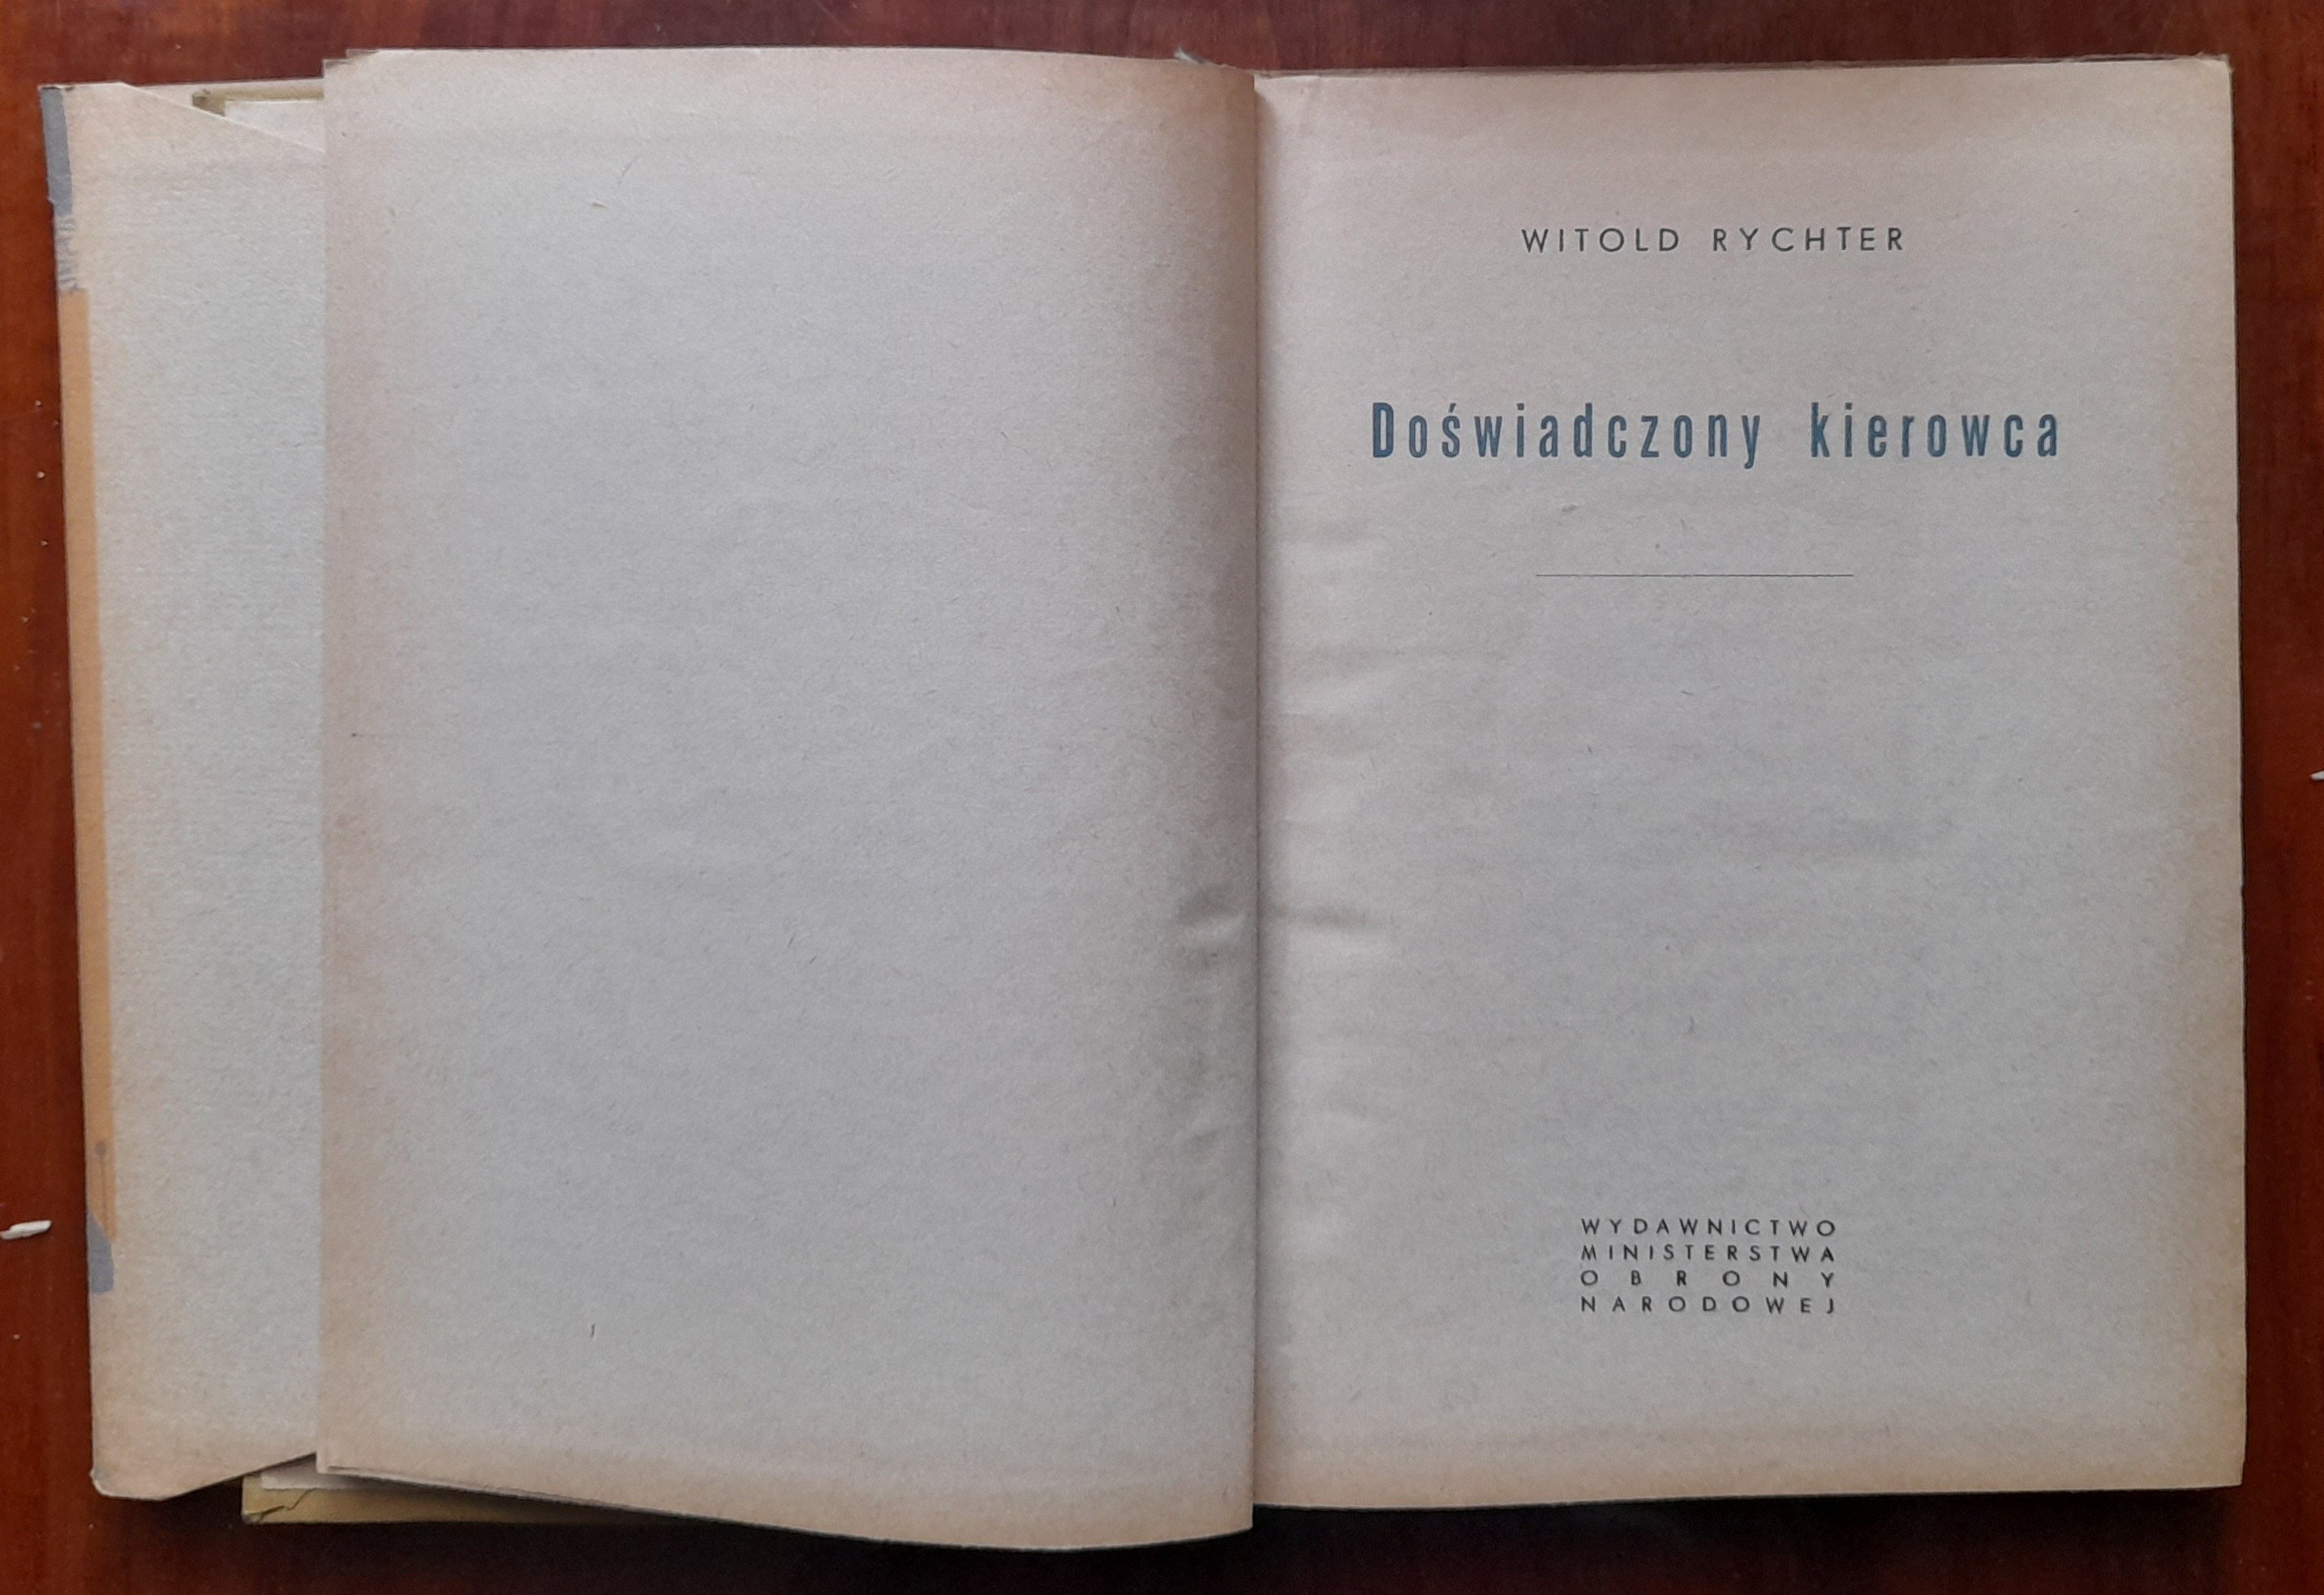 WITOLD RYCHTER
Doświadczony kierowca
WYDAWNICTWO
MINISTERSTWA
OBRONY
NARODOWEJ